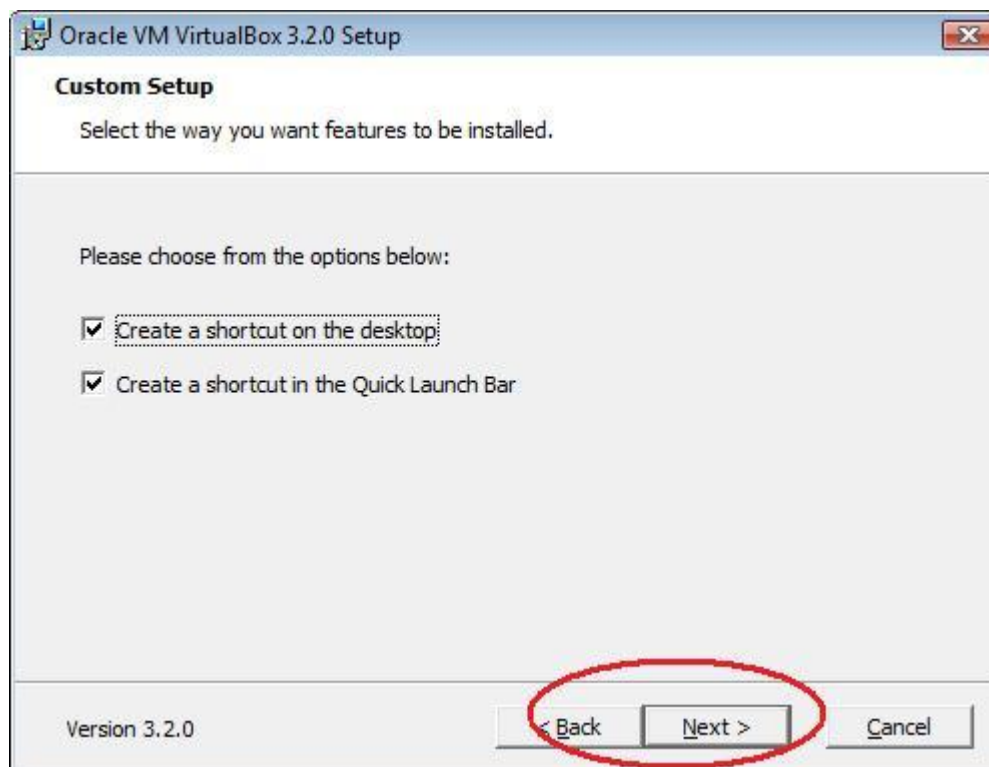 Oracle VM VirtualBox 3.2.0 Setup
Custom Setup
Select the way you want features to be installed.
Please choose from the options below:
Create a shortcut on the desktop
Create a shortcut in the Quick Launch Bar
Version 3.2.0
< Back
Next >
Cancel